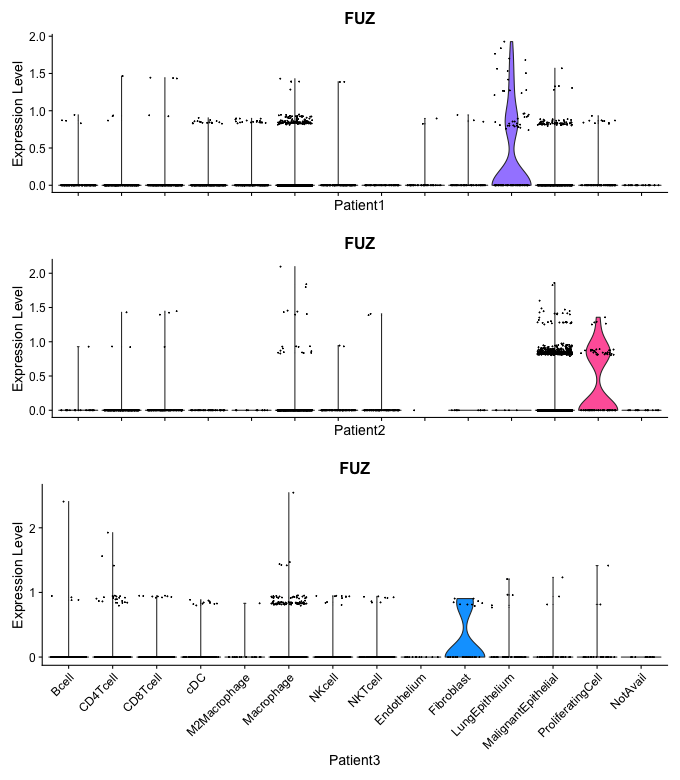 FUZ
Expression Level
2.0
1.5
1.0
0.5
0.0
Patient1
FUZ
Expression Level
2.0
1.5
1.0
0.5
0.0
Patient2
FUZ
Expression Level
2
1
0
Bcell
CD4Tcell
CD8Tcell
cDC
M2Macrophage
Macrophage
NKcell
NKTcell
Endothelium
Fibroblast
LungEpithelium
MalignantEpithelial
ProliferatingCell
NotAvail
Patient3